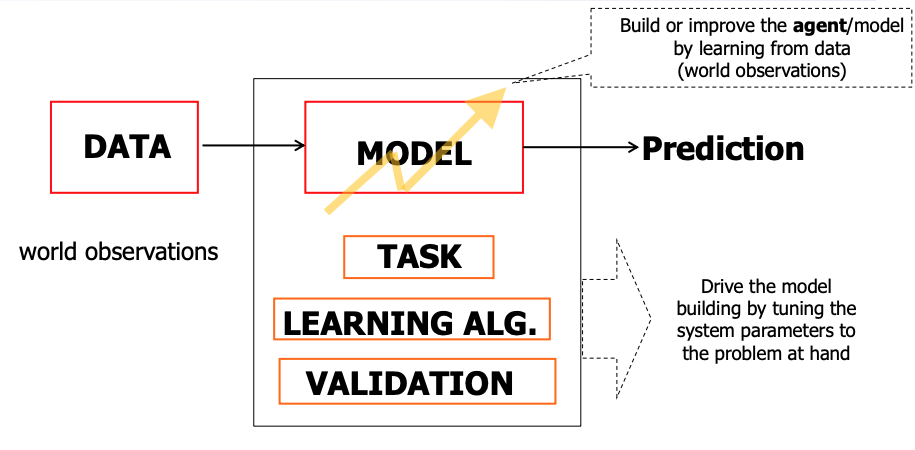 Build or improve the agent/model
by learning from data
(world observations)
DATA
MODEL
Prediction
world observations
TASK
LEARNING ALG.
VALIDATION
Drive the model
building by tuning the
system parameters to
the problem at hand